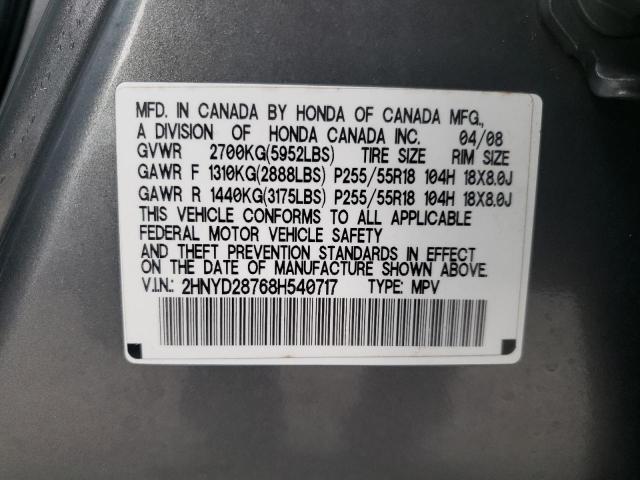 MFD. IN CANADA BY HONDA OF CANADA MFG.,
A DIVISION OF HONDA CANADA INC. 04/08
GVWR 2700KG(5952LBS) TIRE SIZE RIM SIZE
GAWR F 1310KG(2888LBS) P255/55R18 104H 18X8.0J
GAWR R 1440KG(3175LBS) P255/55R18 104H 18X8.0J
THIS VEHICLE CONFORMS TO ALL APPLICABLE
FEDERAL MOTOR VEHICLE SAFETY
AND THEFT PREVENTION STANDARDS IN EFFECT
ON THE DATE OF MANUFACTURE SHOWN ABOVE.
V.I.N.: 2HNYD28768H540717 TYPE: MPV